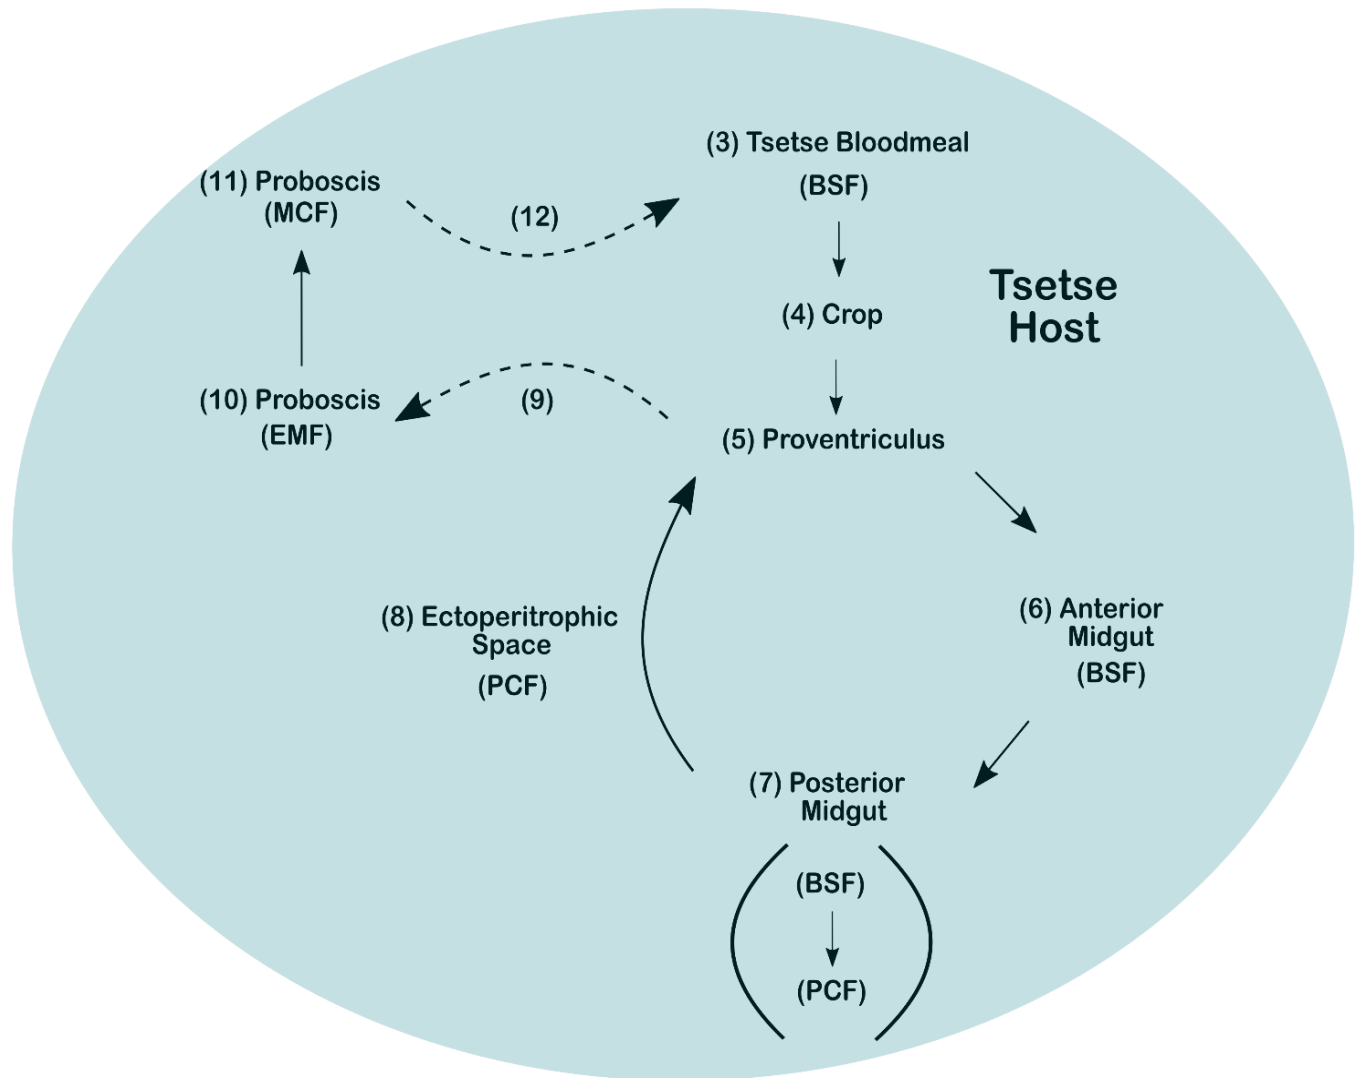 (3) Tsetse Bloodmeal
(BSF)
(4) Crop
(5) Proventriculus
(6) Anterior
Midgut
(BSF)
(7) Posterior
Midgut
(BSF)
(PCF)
(8) Ectoperitrophic
Space
(PCF)
(9)
(10) Proboscis
(EMF)
(11) Proboscis
(MCF)
(12)
Tsetse
Host